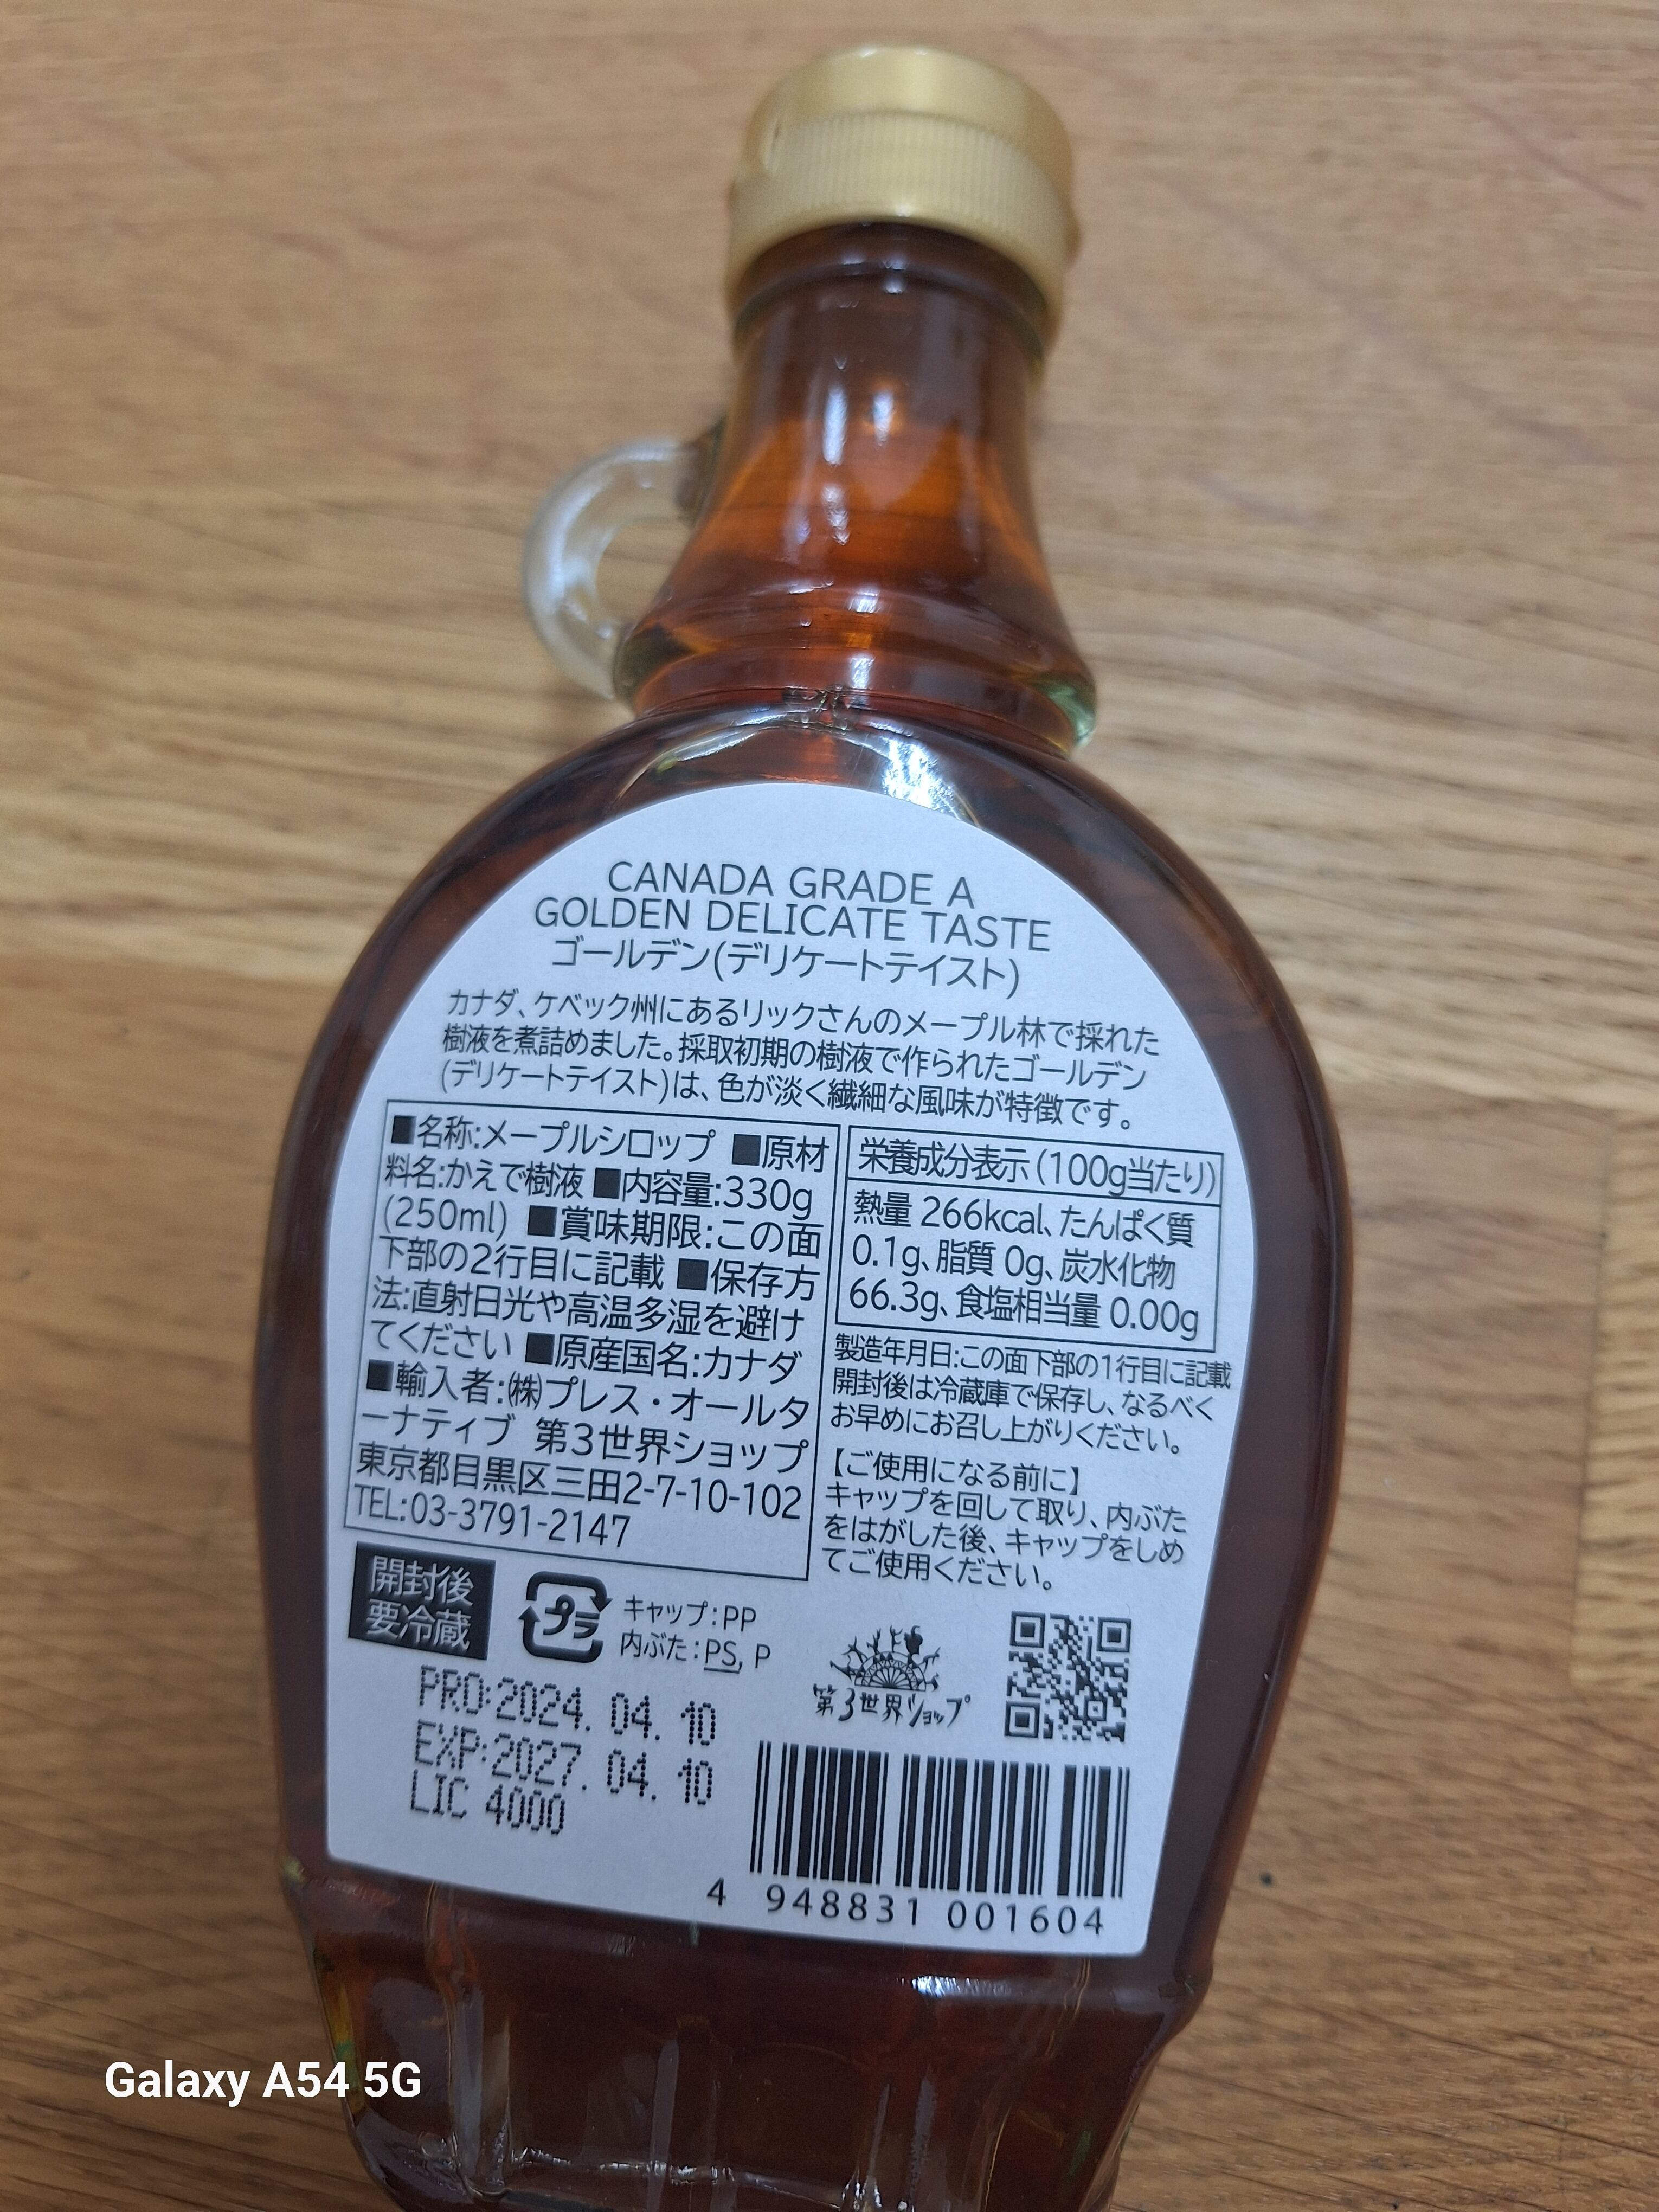 CANADA GRADE A
GOLDEN DELICATE TASTE
ゴールデン(デリケートテイスト)
カナダ、ケベック州にあるリックさんのメープル林で採れた
樹液を煮詰めました。採取初期の樹液で作られたゴールデン
(デリケートテイスト)は、色が淡く繊細な風味が特徴です。
■名称:メープルシロップ ■原材
料名:かえで樹液 ■内容量:330g
(250ml) ■賞味期限:この面
下部の2行目に記載 ■保存方
法:直射日光や高温多湿を避け
てください ■原産国名:カナダ
■輸入者:㈱プレス・オールタ
ーナティブ 第3世界ショップ
東京都目黒区三田2-7-10-102
TEL:03-3791-2147
栄養成分表示(100g当たり)
熱量 266kcal、たんぱく質
0.1g、脂質 0g、炭水化物
66.3g、食塩相当量 0.00g
製造年月日:この面下部の1行目に記載
開封後は冷蔵庫で保存し、なるべく
お早めにお召し上がりください。
【ご使用になる前に】
キャップを回して取り、内ぶた
をはがした後、キャップをしめ
てご使用ください。
開封後
要冷蔵
プラ
キャップ:PP
内ぶた:PS, P
第3世界ショップ
PRO:2024. 04. 10
EXP:2027. 04. 10
LIC 4000
4 948831 001604
Galaxy A54 5G